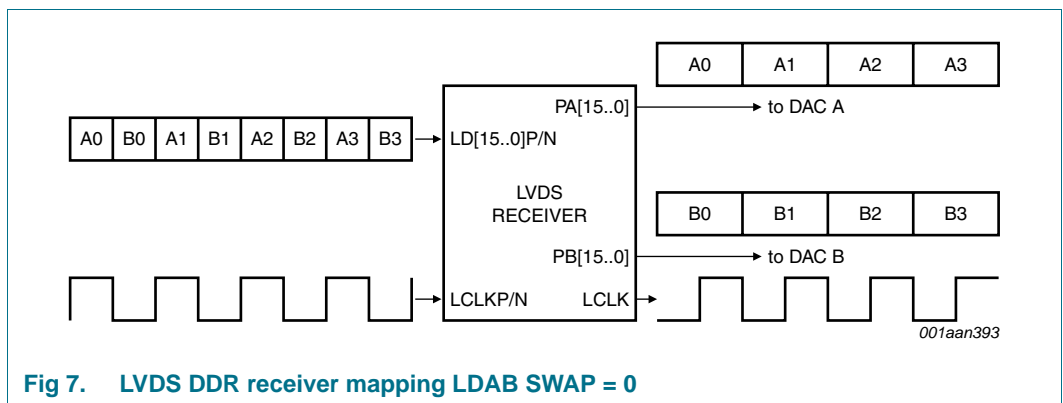 A0 A1 A2 A3
PA[15..0] to DAC A
A0 B0 A1 B1 A2 B2 A3 B3 LD[15..0]P/N
LVDS
RECEIVER
B0 B1 B2 B3
PB[15..0] to DAC B
LCLKP/N LCLK
001aan393
Fig 7. LVDS DDR receiver mapping LDAB SWAP = 0